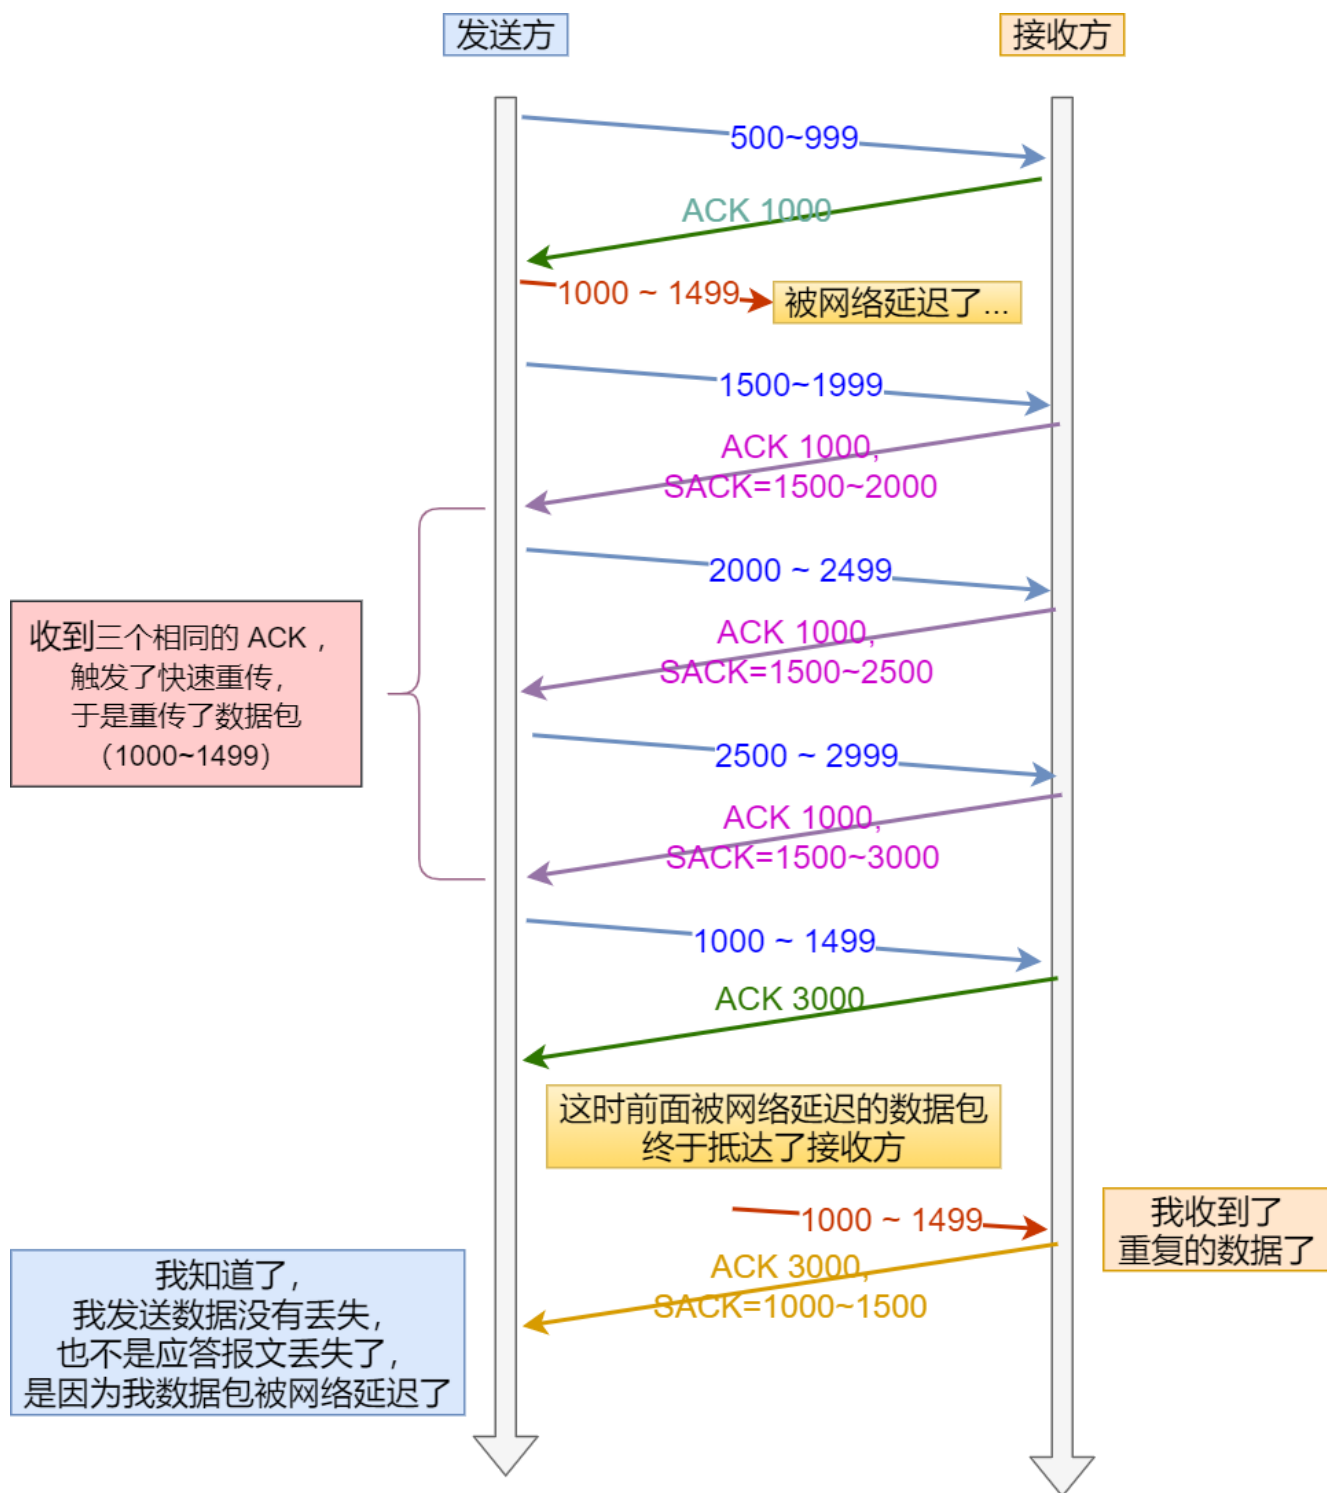 发送方
接收方
500~999
ACK 1000
1000 ~ 1499
被网络延迟了...
1500~1999
ACK 1000,
SACK=1500~2000
2000 ~ 2499
ACK 1000,
SACK=1500~2500
收到三个相同的 ACK，
触发了快速重传，
于是重传了数据包
（1000~1499）
2500 ~ 2999
ACK 1000,
SACK=1500~3000
1000 ~ 1499
ACK 3000
这时前面被网络延迟的数据包
终于抵达了接收方
1000 ~ 1499
我收到了
重复的数据了
ACK 3000,
SACK=1000~1500
我知道了，
我发送数据没有丢失，
也不是应答报文丢失了，
是因为我数据包被网络延迟了